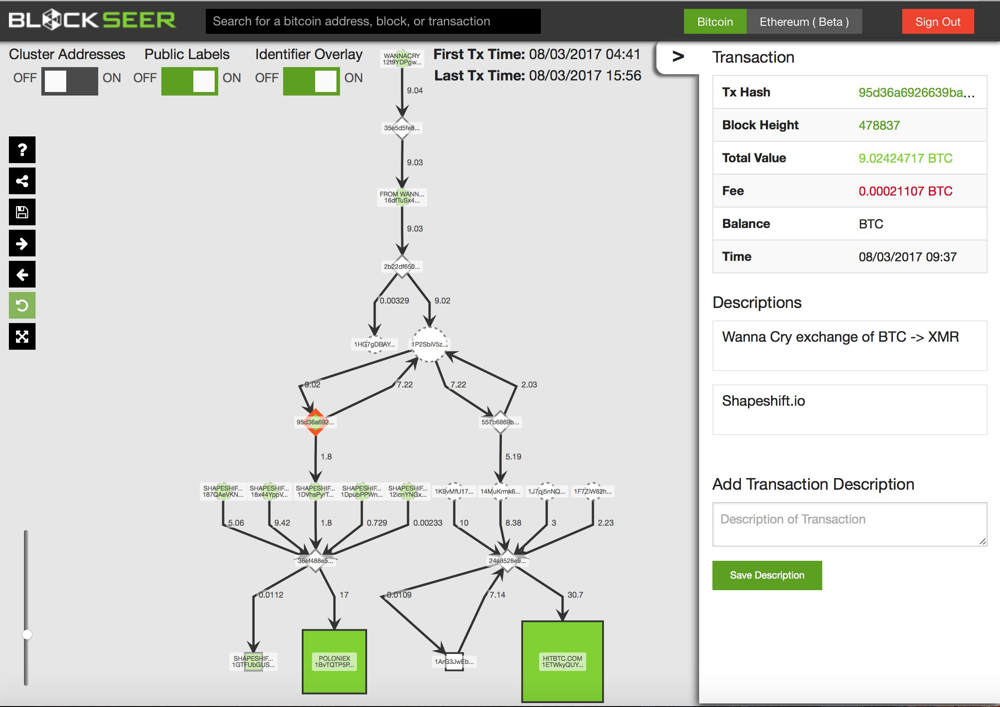 BLOCKSEER
Search for a bitcoin address, block, or transaction
Bitcoin
Ethereum ( Beta )
Sign Out
Cluster Addresses
OFF
ON
Public Labels
OFF
ON
Identifier Overlay
OFF
ON
First Tx Time: 08/03/2017 04:41
Last Tx Time: 08/03/2017 15:56
WANNACRY
12t9YDPgw...
9.04
35e5d5fe8...
9.03
FROM WANN...
16dfTuSx4...
9.03
2b22df650...
0.00329
9.02
1HG7gDBAY...
1P2SbiV5z...
9.02
7.22
7.22
2.03
95d36a692...
557b6869b...
1.8
5.19
SHAPESHIF...
187QAeVKN...
SHAPESHIF...
18x44YppV...
SHAPESHIF...
1DVhsPyrT...
SHAPESHIF...
1DpubPPWn...
SHAPESHIF...
12icnYNGx...
1K9vMfU17...
14MuKrmk6...
1J7qj5nNQ...
1F7ZiW82h...
5.06
9.42
1.8
0.729
0.00233
10
8.38
3
2.23
36ef488e5...
24a8528e9...
0.0112
17
0.0109
7.14
30.7
SHAPESHIF...
1GTFUbGUS...
POLONIEX
1BvTQTP5P...
1ArG3JwEb...
HITBTC.COM
1ETWkyQUY...
>
Transaction
Tx Hash 95d36a6926639ba...
Block Height 478837
Total Value 9.02424717 BTC
Fee 0.00021107 BTC
Balance BTC
Time 08/03/2017 09:37
Descriptions
Wanna Cry exchange of BTC -> XMR
Shapeshift.io
Add Transaction Description
Description of Transaction
Save Description